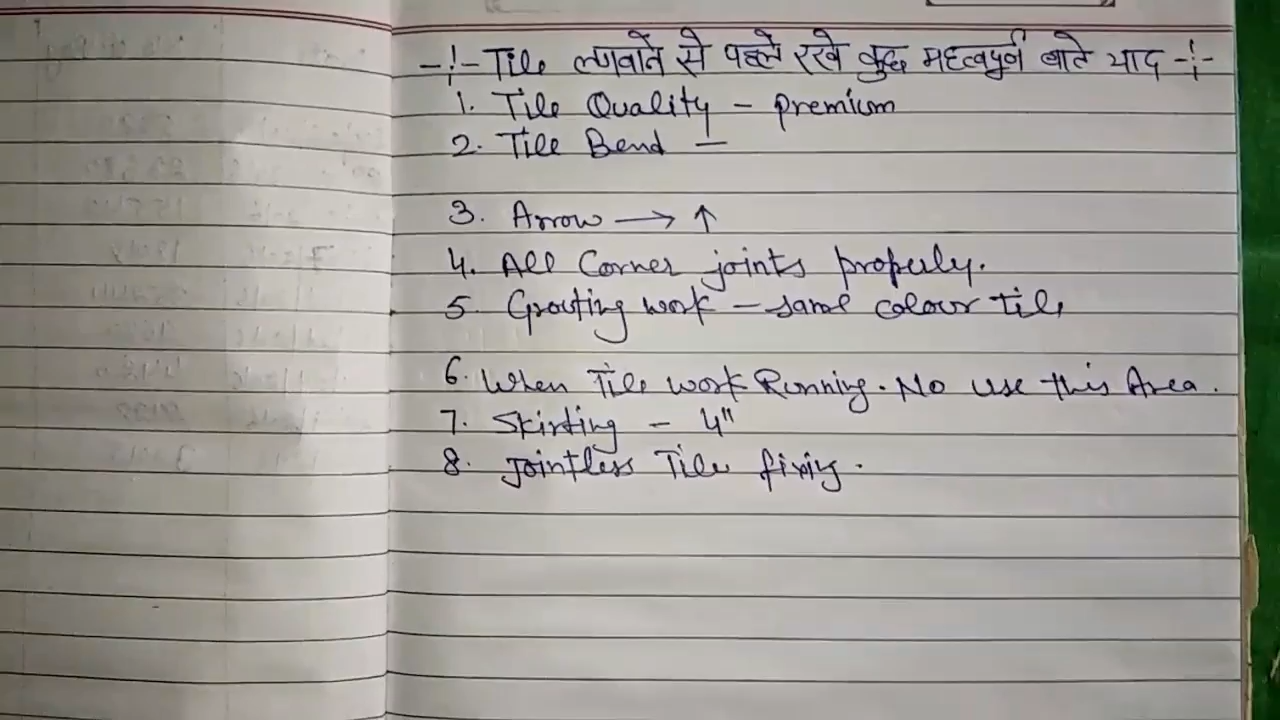 -:- Tile लगवाने से पहले रखे कुछ महत्वपूर्ण बाते याद -:-
1. Tile Quality - premium
2. Tile Bend -
3. Arrow → ↑
4. All Corner joints properly.
5. Grouting work - same colour tile
6. When Tile work Running. No use this Area.
7. Skirting - 4"
8. Jointless Tile fixing.